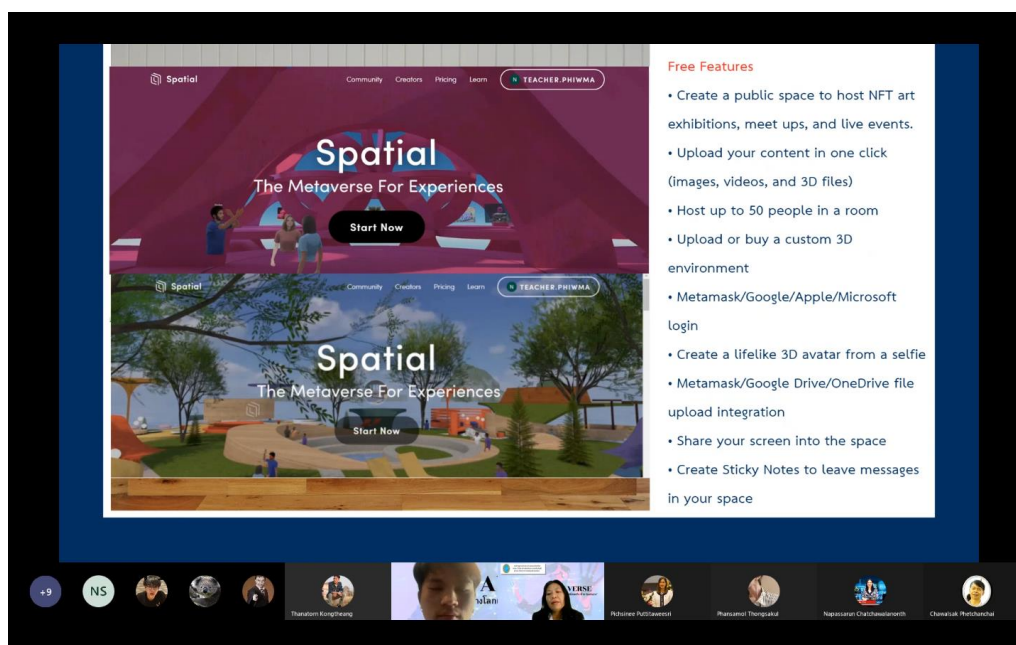 Spatial
Community Creators Pricing Learn N TEACHER.PHIWMA
Spatial
The Metaverse For Experiences
Start Now
Spatial
Community Creators Pricing Learn N TEACHER.PHIWMA
Spatial
The Metaverse For Experiences
Start Now
Free Features
• Create a public space to host NFT art
exhibitions, meet ups, and live events.
• Upload your content in one click
(images, videos, and 3D files)
• Host up to 50 people in a room
• Upload or buy a custom 3D
environment
• Metamask/Google/Apple/Microsoft
login
• Create a lifelike 3D avatar from a selfie
• Metamask/Google Drive/OneDrive file
upload integration
• Share your screen into the space
• Create Sticky Notes to leave messages
in your space
+9
NS
Thanatorn Kongtheang
A
VERSE
Pichsinee Puttitaweesri
Phansamol Thongsakul
Napassarun Chatchawalanonth
Chawalsak Phetchanchai